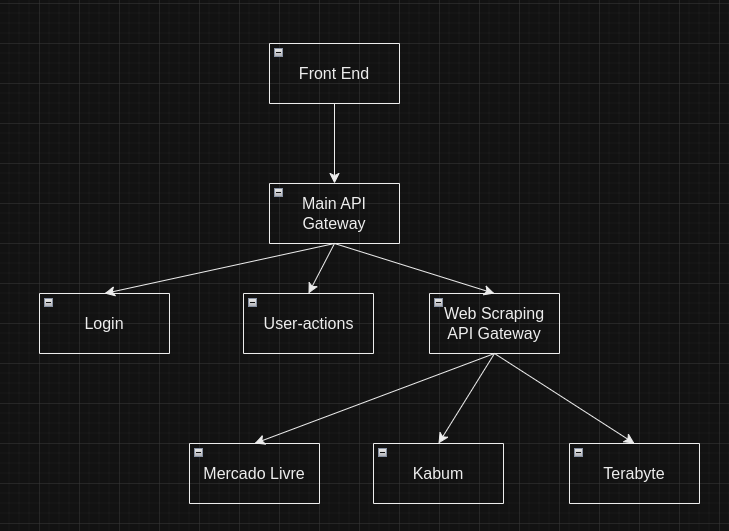 Front End
Main API
Gateway
Login
User-actions
Web Scraping
API Gateway
Mercado Livre
Kabum
Terabyte